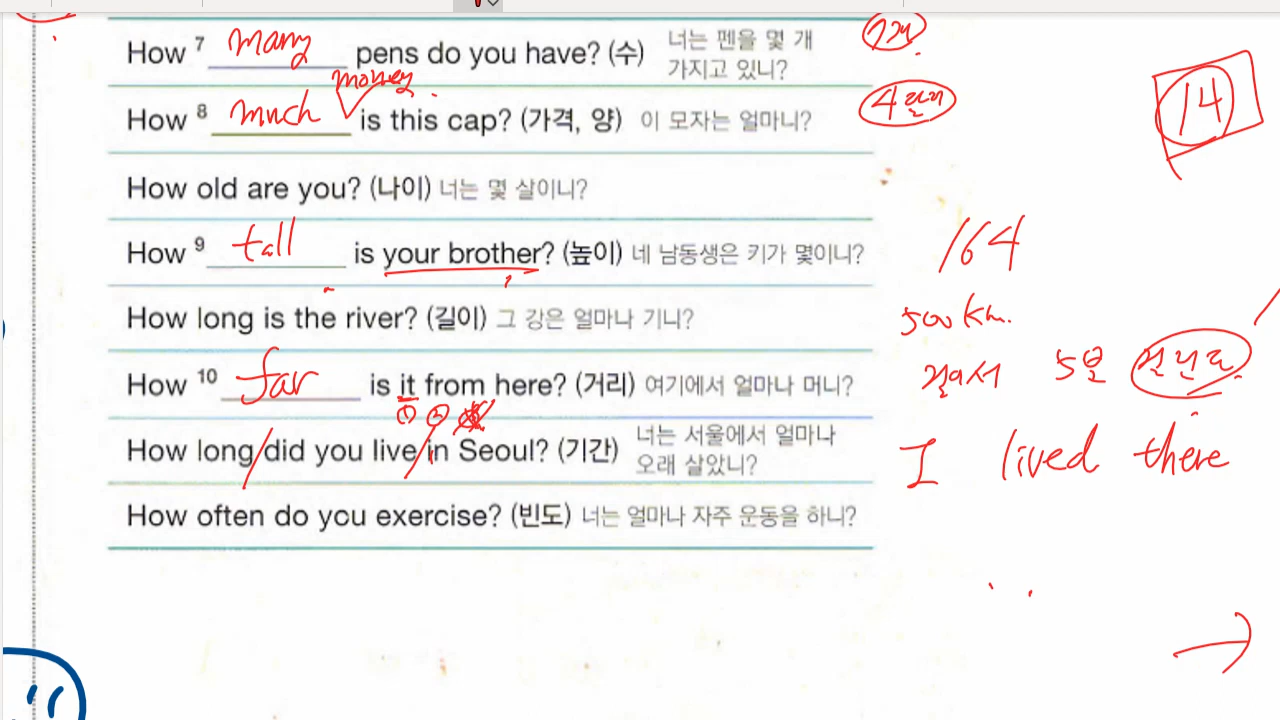 How 7 many pens do you have? (수) 너는 펜을 몇 개 가지고 있니?
money
How 8 much is this cap? (가격, 양) 이 모자는 얼마니? 4달러
14
How old are you? (나이) 너는 몇 살이니?
How 9 tall is your brother? (높이) 네 남동생은 키가 몇이니? 164
How long is the river? (길이) 그 강은 얼마나 기니? 500km.
How 10 far is it from here? (거리) 여기에서 얼마나 머니? 걸어서 5분
① ②
How long/did you live/in Seoul? (기간) 너는 서울에서 얼마나 오래 살았니? I lived there
How often do you exercise? (빈도) 너는 얼마나 자주 운동을 하니?